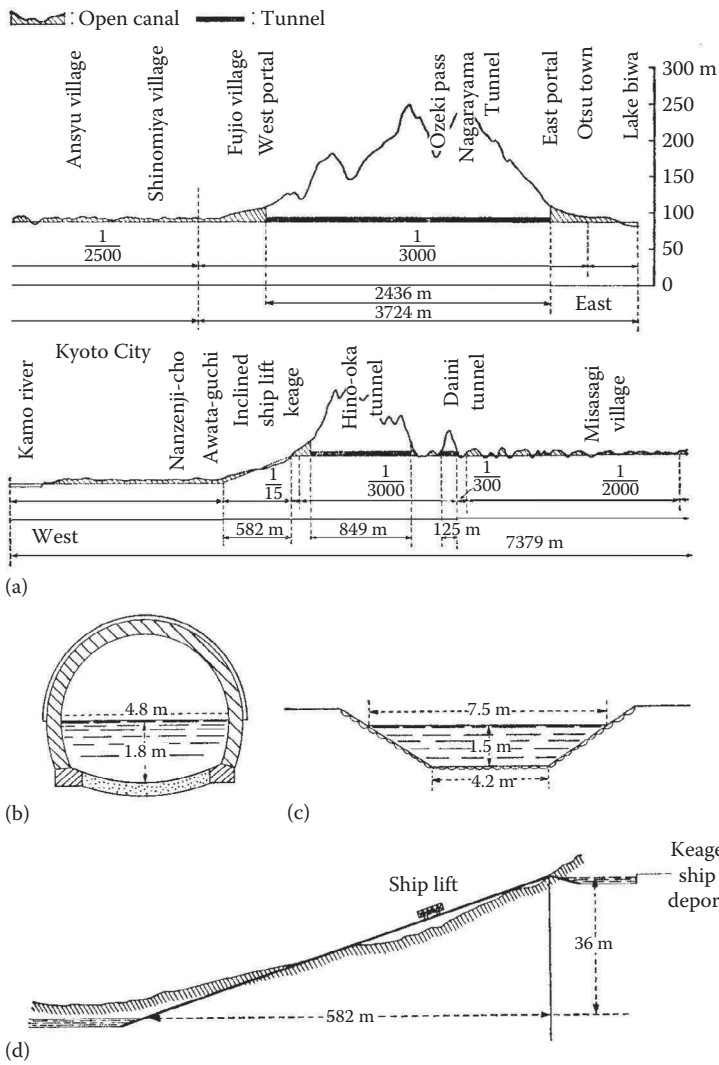 : Open canal : Tunnel
Ansyu village
Shinomiya village
Fujio village
West portal
Ozeki pass
Nagarayama
Tunnel
East portal
Otsu town
Lake biwa
300 m
250
200
150
100
50
0
1/2500
1/3000
2436 m
East
3724 m
Kyoto City
Kamo river
Nanzenji-cho
Awata-guchi
Inclined
ship lift
keage
Hino-oka
tunnel
Daini
tunnel
Misasagi
village
1/15
1/3000
1/300
1/2000
West
582 m
849 m
125 m
7379 m
(a)
4.8 m
1.8 m
(b)
7.5 m
1.5 m
4.2 m
(c)
Ship lift
Keage
ship
depor
36 m
582 m
(d)